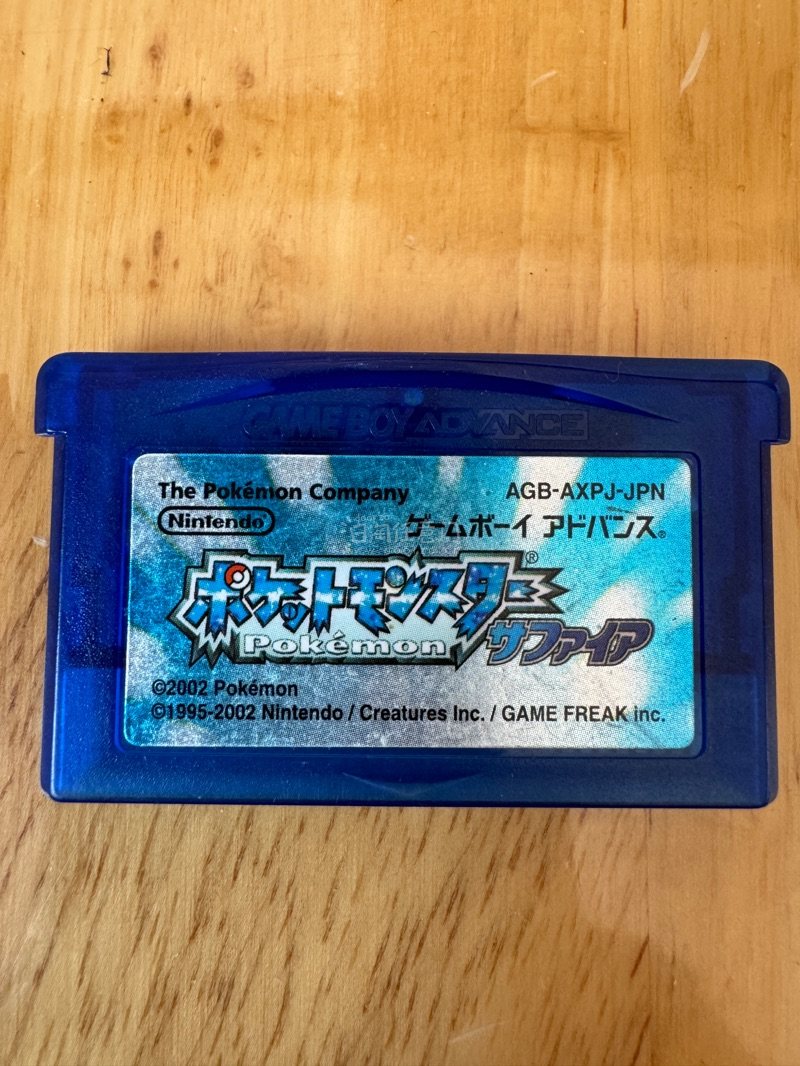 GAME BOY ADVANCE
The Pokémon Company AGB-AXPJ-JPN
Nintendo ゲームボーイ アドバンス®
ポケットモンスター®
Pokémon サファイア
©2002 Pokémon
©1995-2002 Nintendo / Creatures Inc. / GAME FREAK inc.